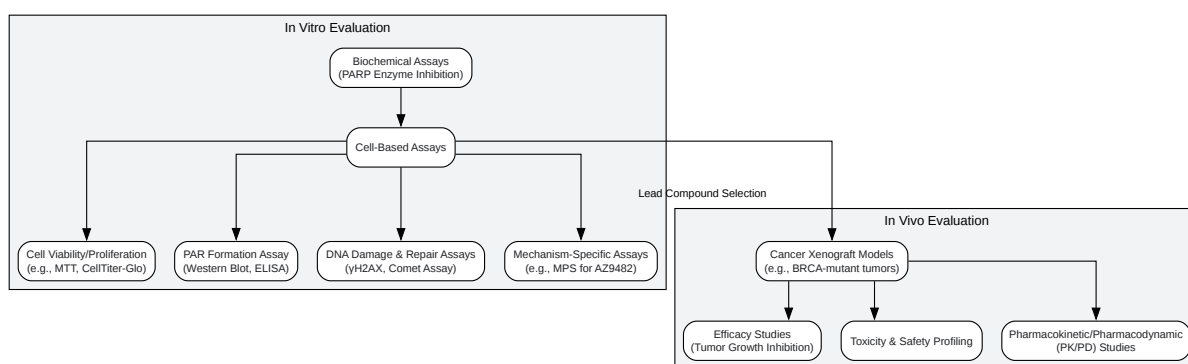 In Vitro Evaluation
Biochemical Assays
(PARP Enzyme Inhibition)
Cell-Based Assays
Lead Compound Selection
Cell Viability/Proliferation
(e.g., MTT, CellTiter-Glo)
PAR Formation Assay
(Western Blot, ELISA)
DNA Damage & Repair Assays
(γH2AX, Comet Assay)
Mechanism-Specific Assays
(e.g., MPS for AZ9482)
In Vivo Evaluation
Cancer Xenograft Models
(e.g., BRCA-mutant tumors)
Efficacy Studies
(Tumor Growth Inhibition)
Toxicity & Safety Profiling
Pharmacokinetic/Pharmacodynamic
(PK/PD) Studies